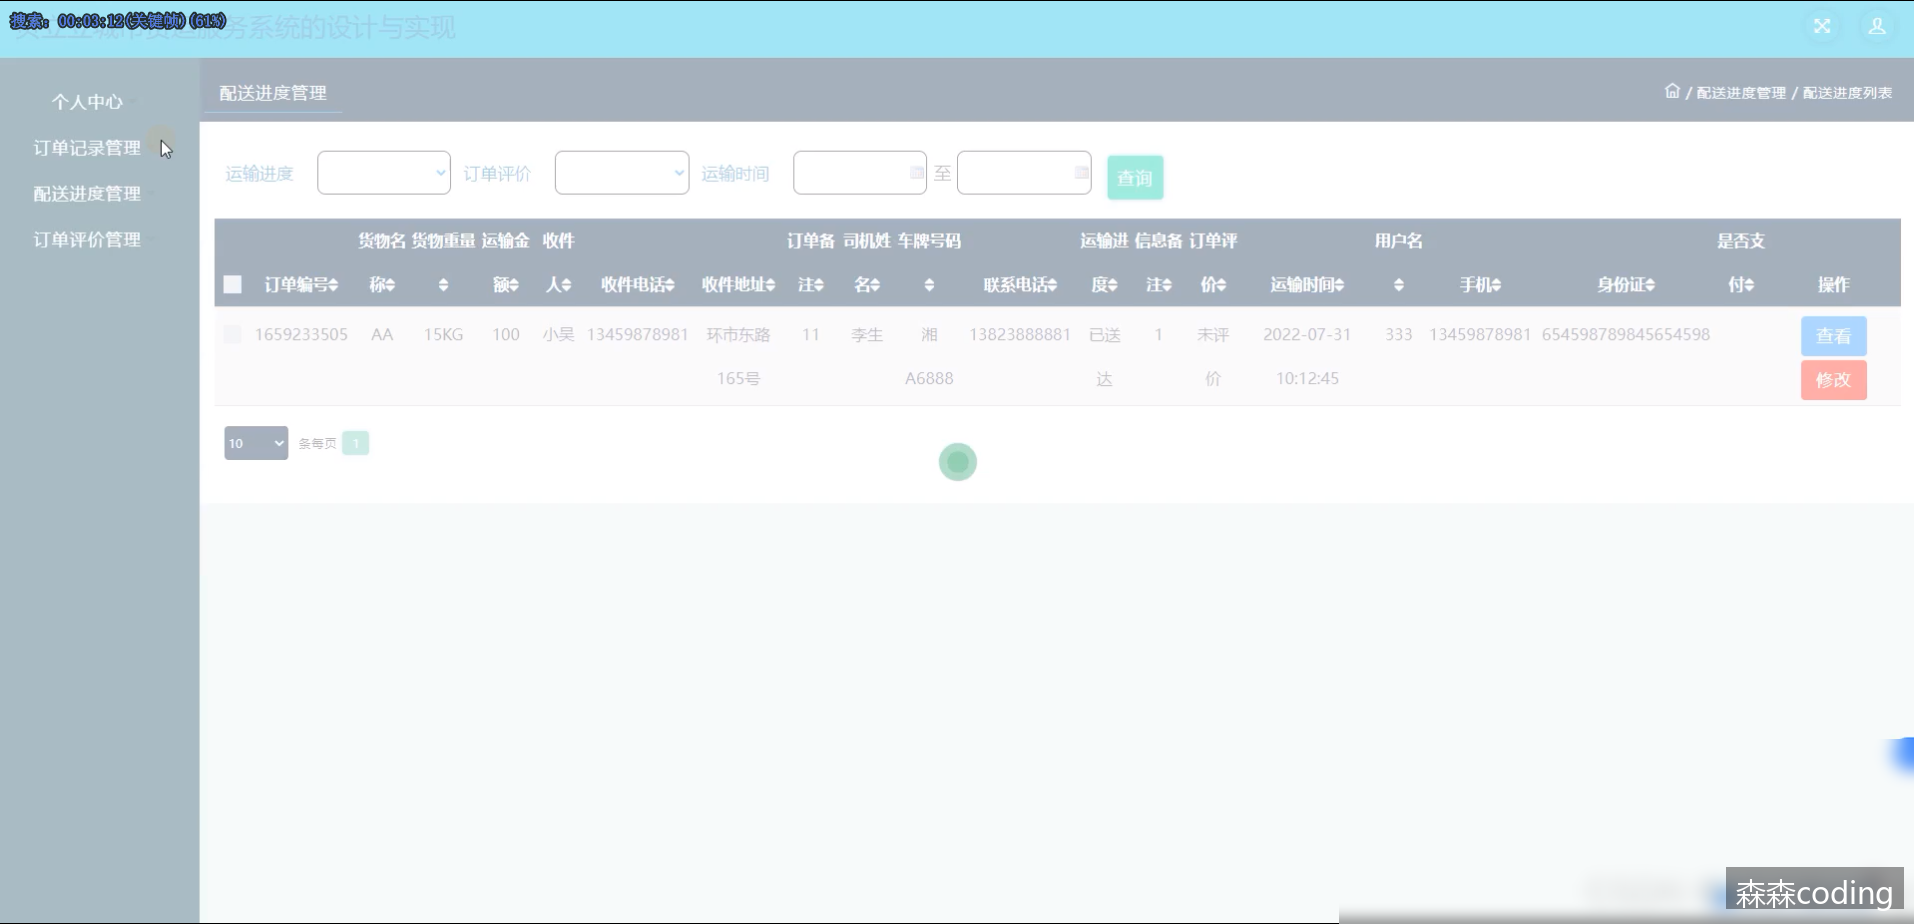 搜索: 00:03:12(关键帧)(61%)
服务系统的设计与实现
个人中心
订单记录管理
配送进度管理
订单评价管理
配送进度管理
/ 配送进度管理 / 配送进度列表
运输进度 订单评价 运输时间 至 查询
订单编号 货物名称 货物重量 运输金额 收件人 收件电话 收件地址 订单备注 司机姓名 车牌号码 联系电话 运输进度 信息备注 订单评价 运输时间 用户名 手机 身份证 是否支付 操作
1659233505 AA 15KG 100 小吴 13459878981 环市东路165号 11 李生 湘A6888 13823888881 已送达 1 未评价 2022-07-31 10:12:45 333 13459878981 654598789845654598 查看
修改
10 条每页 1
森森coding